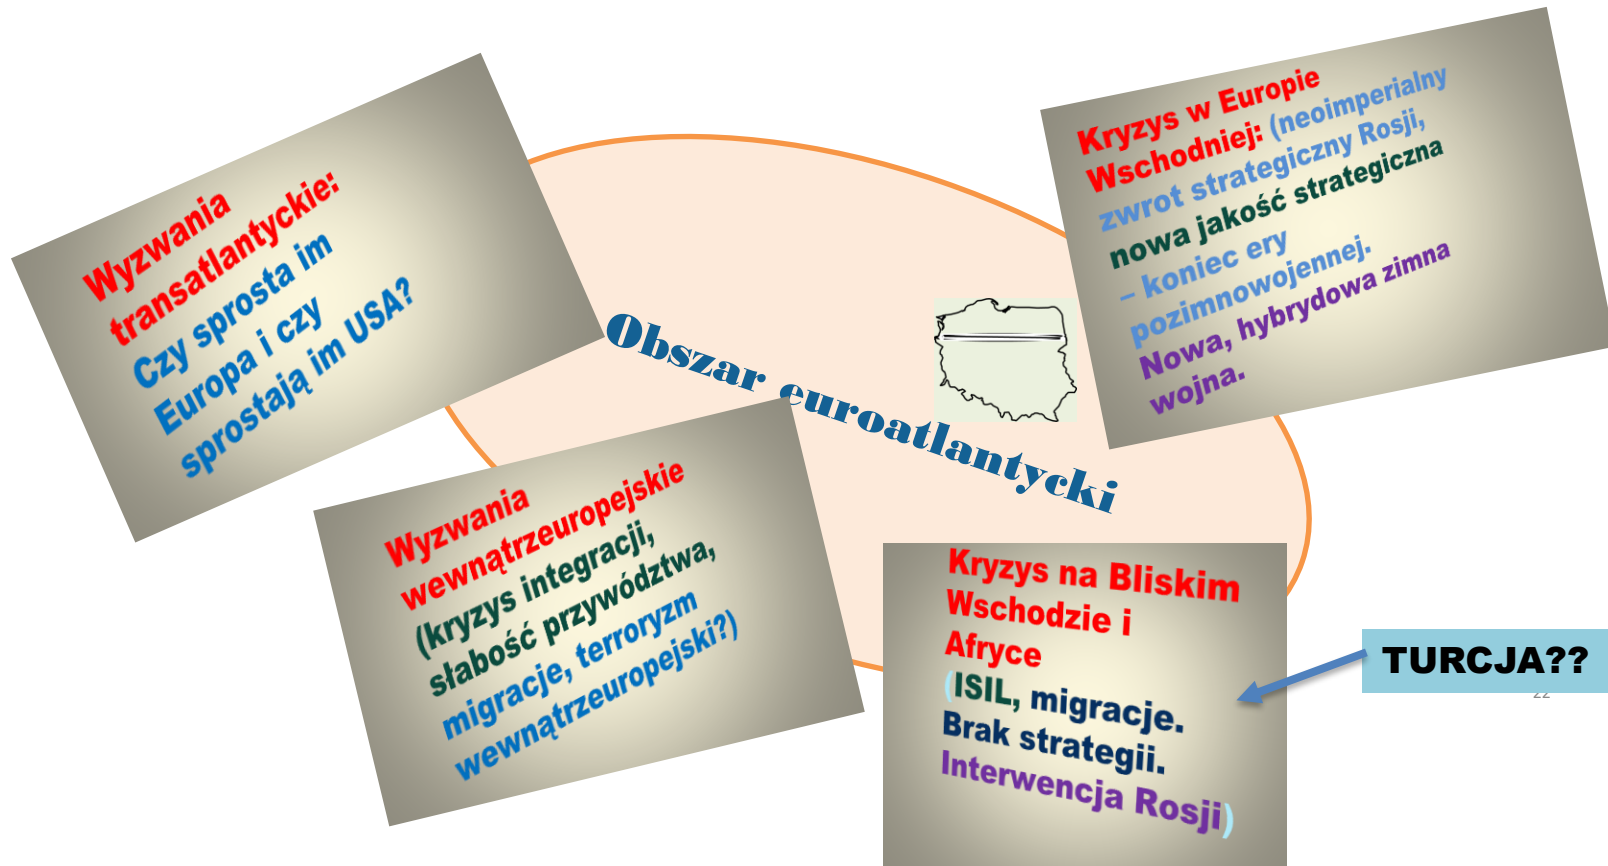 Wyzwania
transatlantyckie:
Czy sprosta im
Europa i czy
sprostają im USA?
Kryzys w Europie
Wschodniej: (neoimperialny
zwrot strategiczny Rosji,
nowa jakość strategiczna
– koniec ery
pozimnowojennej.
Nowa, hybrydowa zimna
wojna.
Obszar euroatlantycki
Wyzwania
wewnątrzeuropejskie
(kryzys integracji,
słabość przywództwa,
migracje, terroryzm
wewnątrzeuropejski?)
Kryzys na Bliskim
Wschodzie i
Afryce
(ISIL, migracje.
Brak strategii.
Interwencja Rosji)
TURCJA??
22